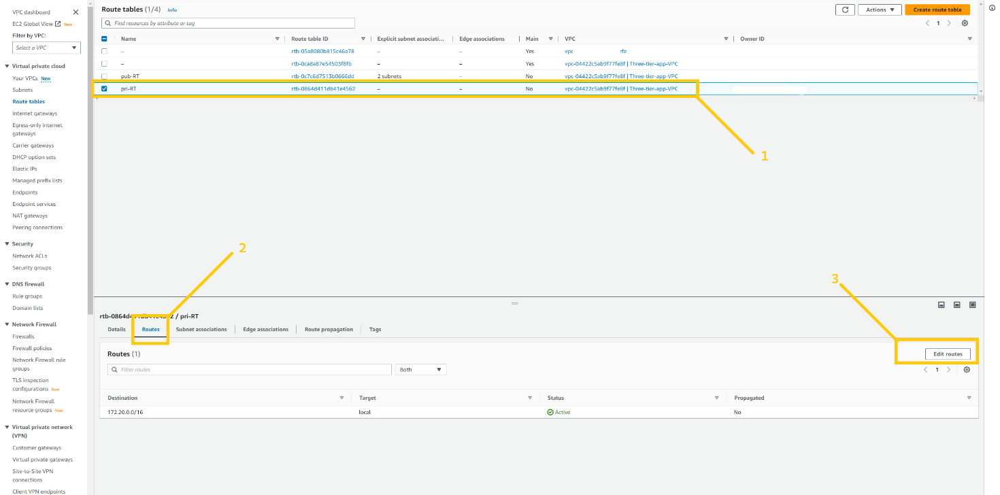 VPC dashboard
EC2 Global View New
Filter by VPC:
Select a VPC
Virtual private cloud
Your VPCs New
Subnets
Route tables
Internet gateways
Egress-only internet
gateways
Carrier gateways
DHCP option sets
Elastic IPs
Managed prefix lists
Endpoints
Endpoint services
NAT gateways
Peering connections
Security
Network ACLs
Security groups
DNS firewall
Rule groups
Domain lists
Network Firewall
Firewalls
Firewall policies
Network Firewall rule
groups
TLS inspection
configurations New
Network Firewall
resource groups New
Virtual private network
(VPN)
Customer gateways
Virtual private gateways
Site-to-Site VPN
connections
Client VPN endpoints
Route tables (1/4) Info
Actions
Create route table
Find resources by attribute or tag
1
Name Route table ID Explicit subnet associati... Edge associations Main VPC Owner ID
– rtb-05a8080b815c46a78 – – Yes vpc fe
– rtb-0ca8a87e54503f8fb – – Yes vpc-04422c5ab9f77fe8f | Three-tier-app-VPC
pub-RT rtb-0c7c6d7513b0666dd 2 subnets – No vpc-04422c5ab9f77fe8f | Three-tier-app-VPC
pri-RT rtb-0864d411db41e4562 – – No vpc-04422c5ab9f77fe8f | Three-tier-app-VPC
1
2
3
/ pri-RT
Details Routes Subnet associations Edge associations Route propagation Tags
Routes (1)
Edit routes
Filter routes
Both
1
Destination Target Status Propagated
172.20.0.0/16 local Active No